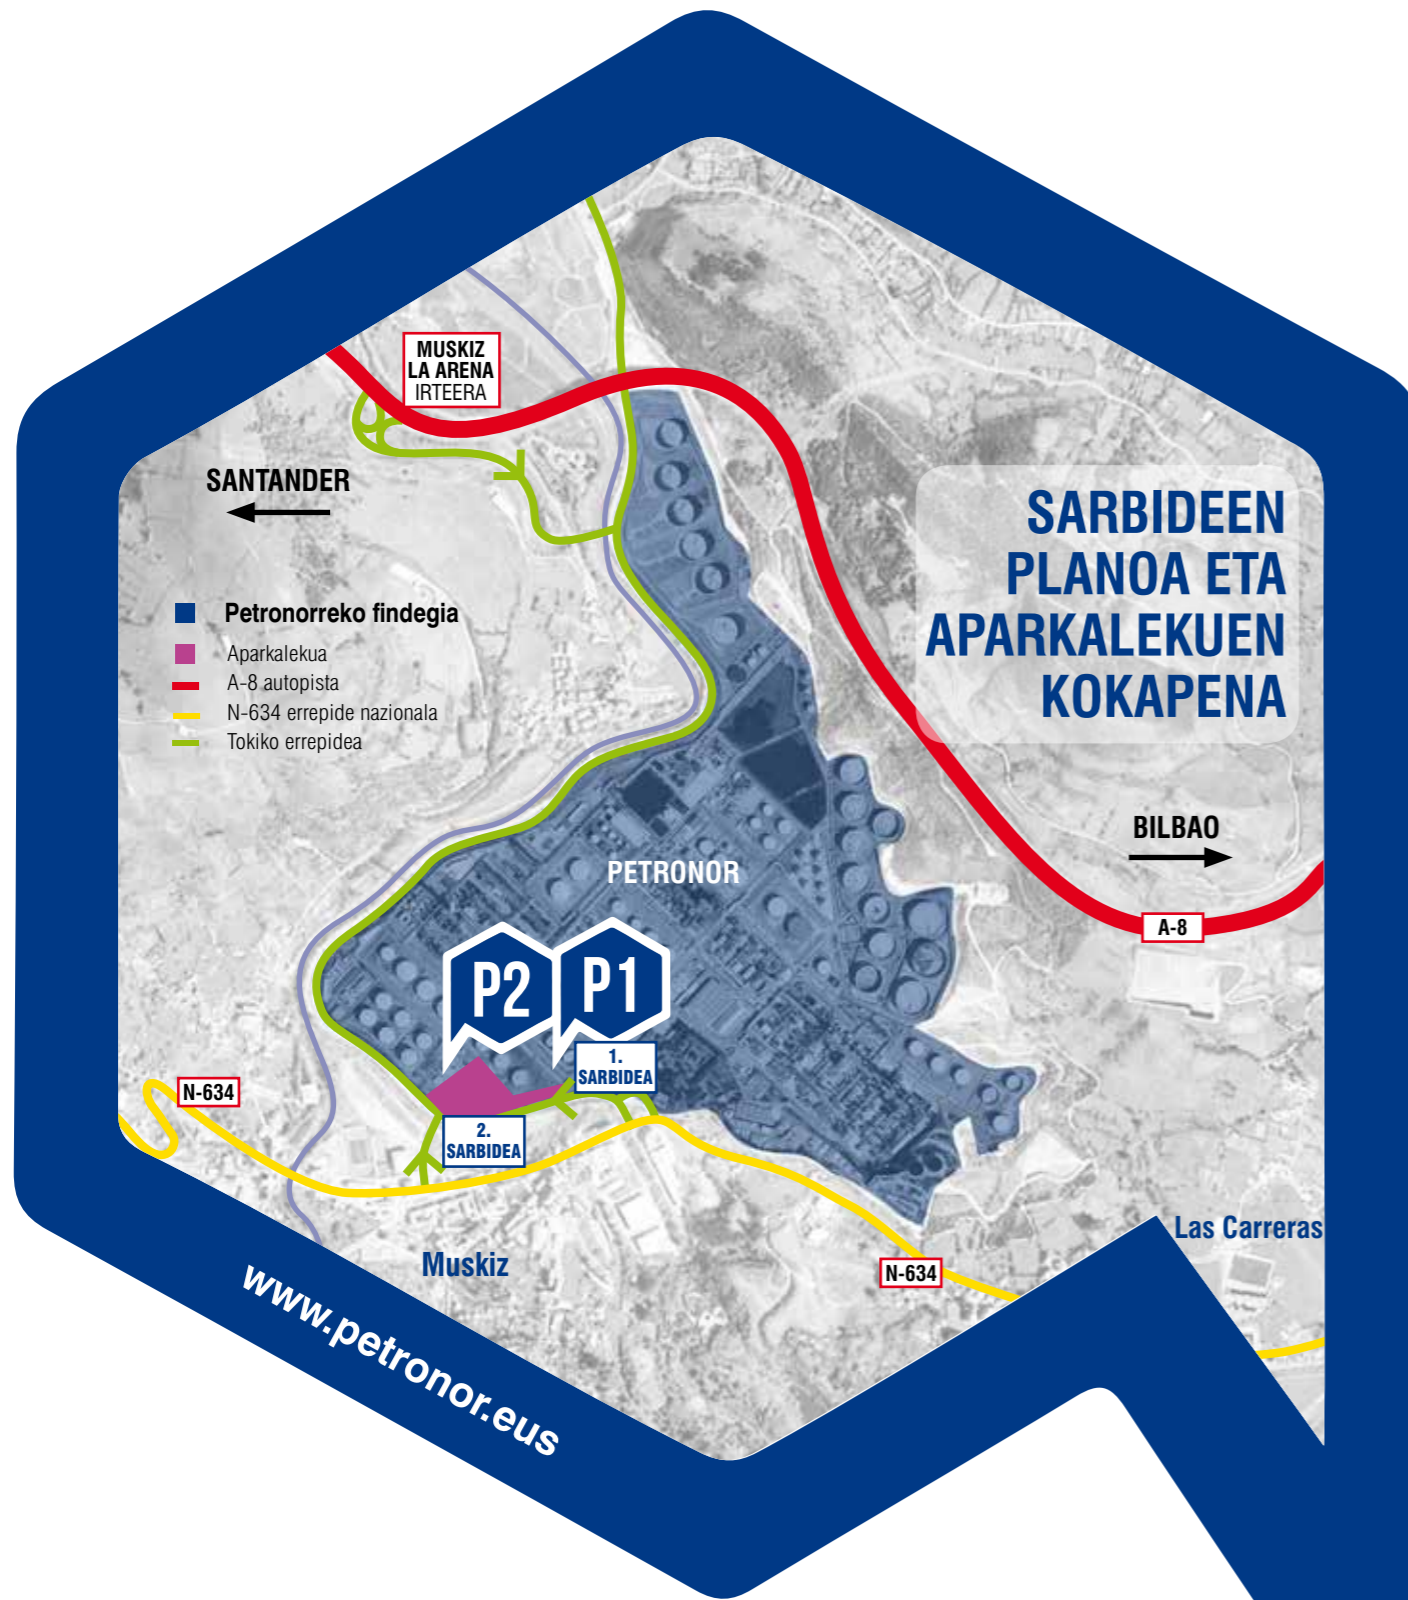 MUSKIZ
LA ARENA
IRTEERA
SANTANDER
SARBIDEEN
PLANOA ETA
APARKALEKUEN
KOKAPENA
Petronorreko findegia
Aparkalekua
A-8 autopista
N-634 errepide nazionala
Tokiko errepidea
BILBAO
PETRONOR
A-8
P2
P1
1.
SARBIDEA
N-634
2.
SARBIDEA
Las Carreras
Muskiz
N-634
www.petronor.eus